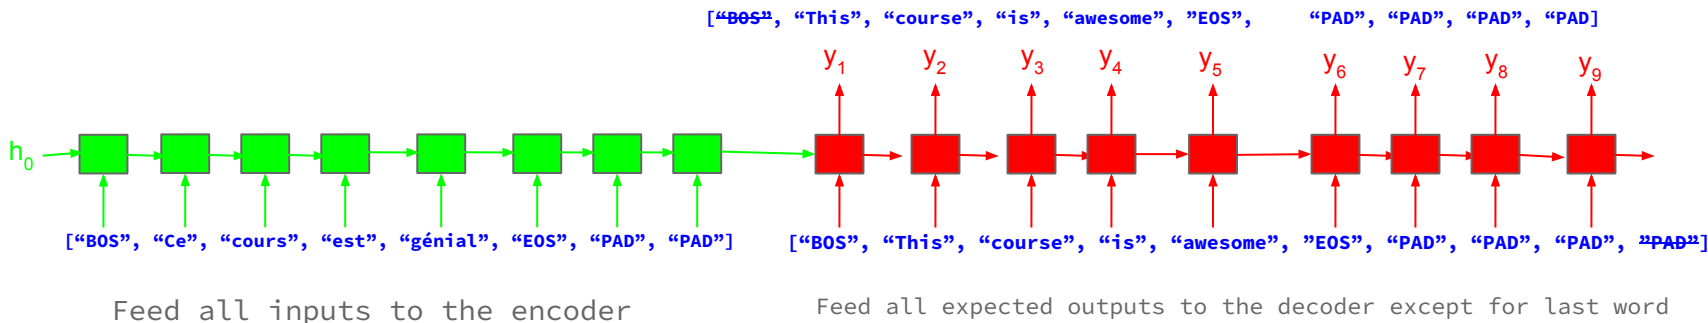 [“BOS”, “This”, “course”, “is”, “awesome”, ”EOS”, “PAD”, “PAD”, “PAD”, “PAD]
y1 y2 y3 y4 y5 y6 y7 y8 y9
h0
[“BOS”, “Ce”, “cours”, “est”, “génial”, “EOS”, “PAD”, “PAD”] [“BOS”, “This”, “course”, “is”, “awesome”, ”EOS”, “PAD”, “PAD”, “PAD”, ”PAD”]
Feed all inputs to the encoder
Feed all expected outputs to the decoder except for last word